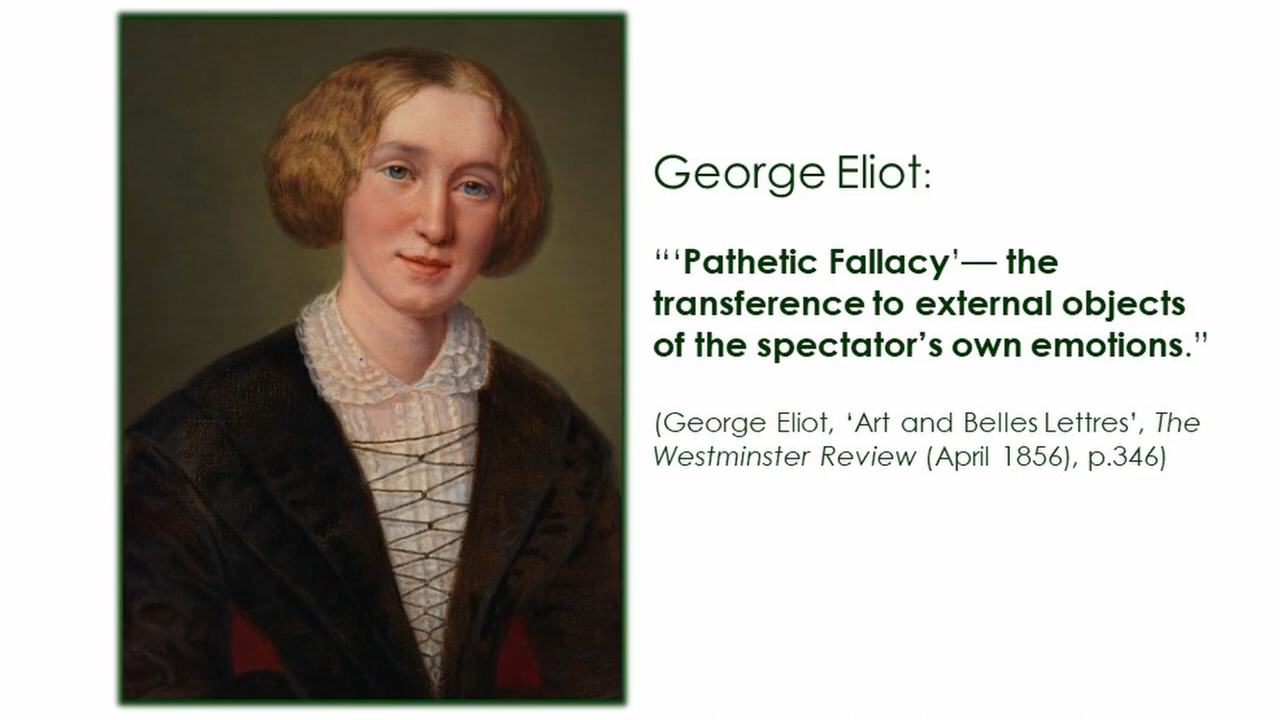 George Eliot:
“‘Pathetic Fallacy’— the
transference to external objects
of the spectator’s own emotions.”
(George Eliot, ‘Art and Belles Lettres’, The
Westminster Review (April 1856), p.346)